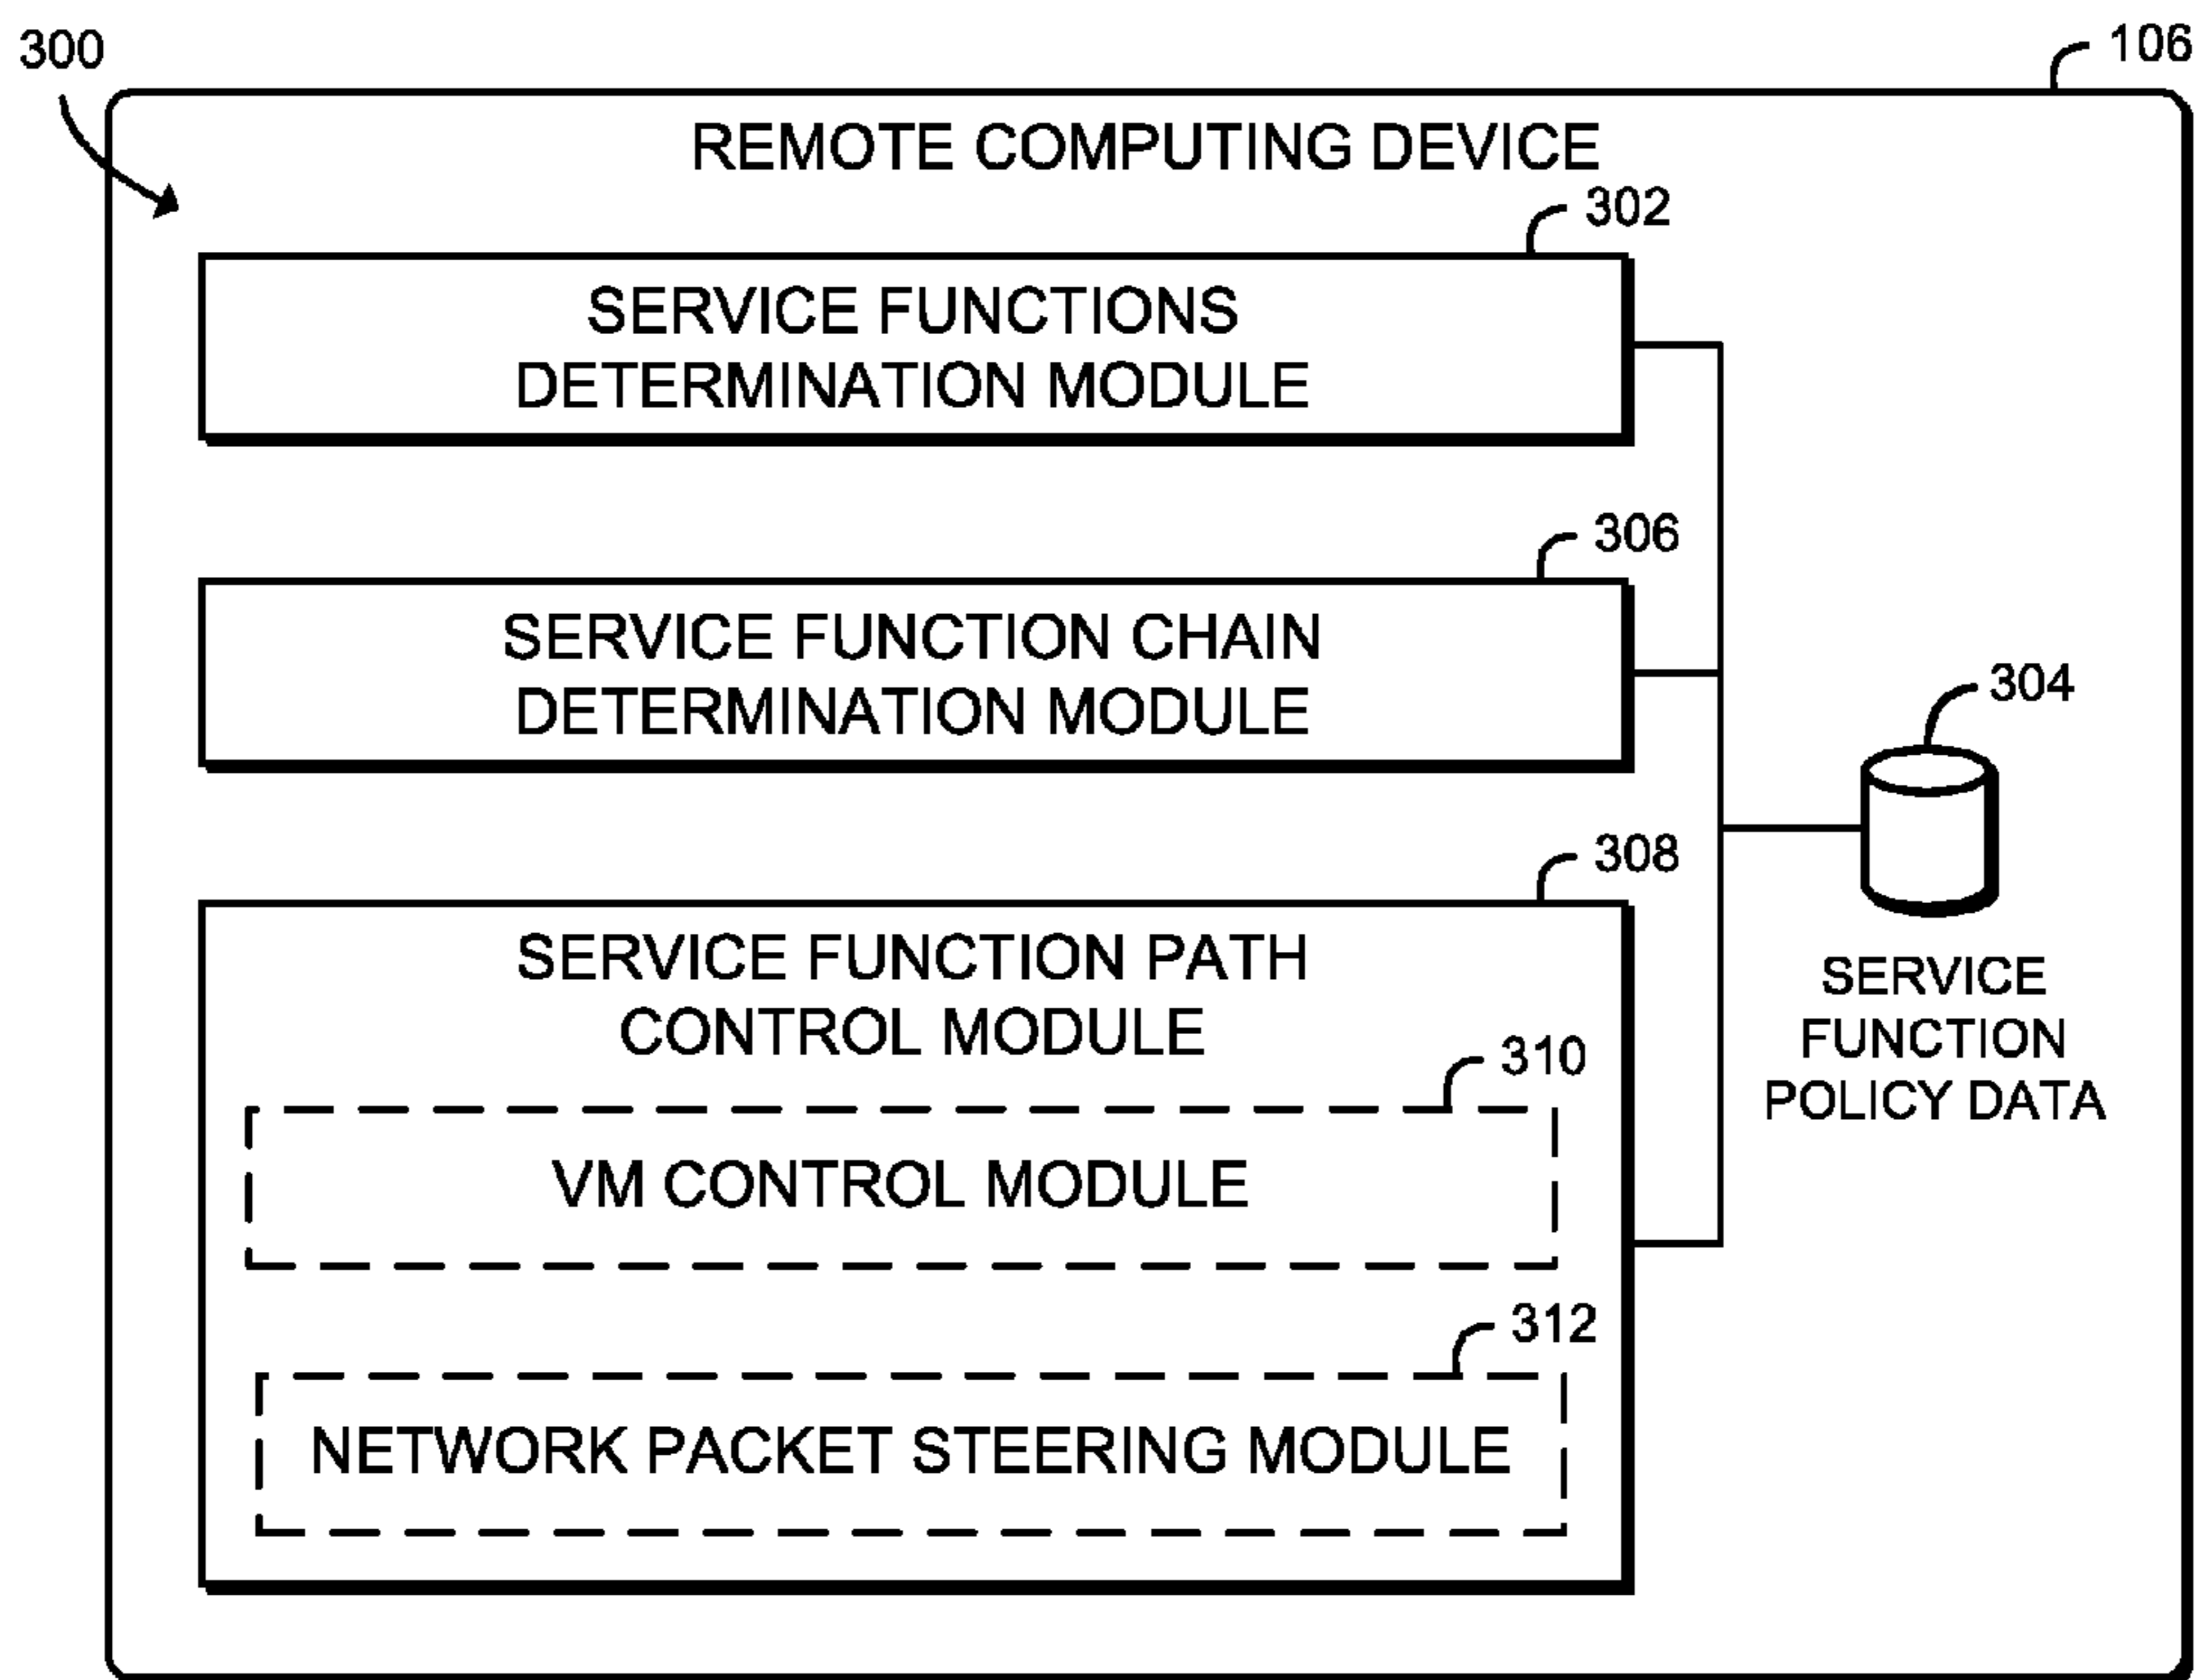 300
106
REMOTE COMPUTING DEVICE
302
SERVICE FUNCTIONS
DETERMINATION MODULE
306
SERVICE FUNCTION CHAIN
DETERMINATION MODULE
304
SERVICE
FUNCTION
POLICY DATA
308
SERVICE FUNCTION PATH
CONTROL MODULE
310
VM CONTROL MODULE
312
NETWORK PACKET STEERING MODULE